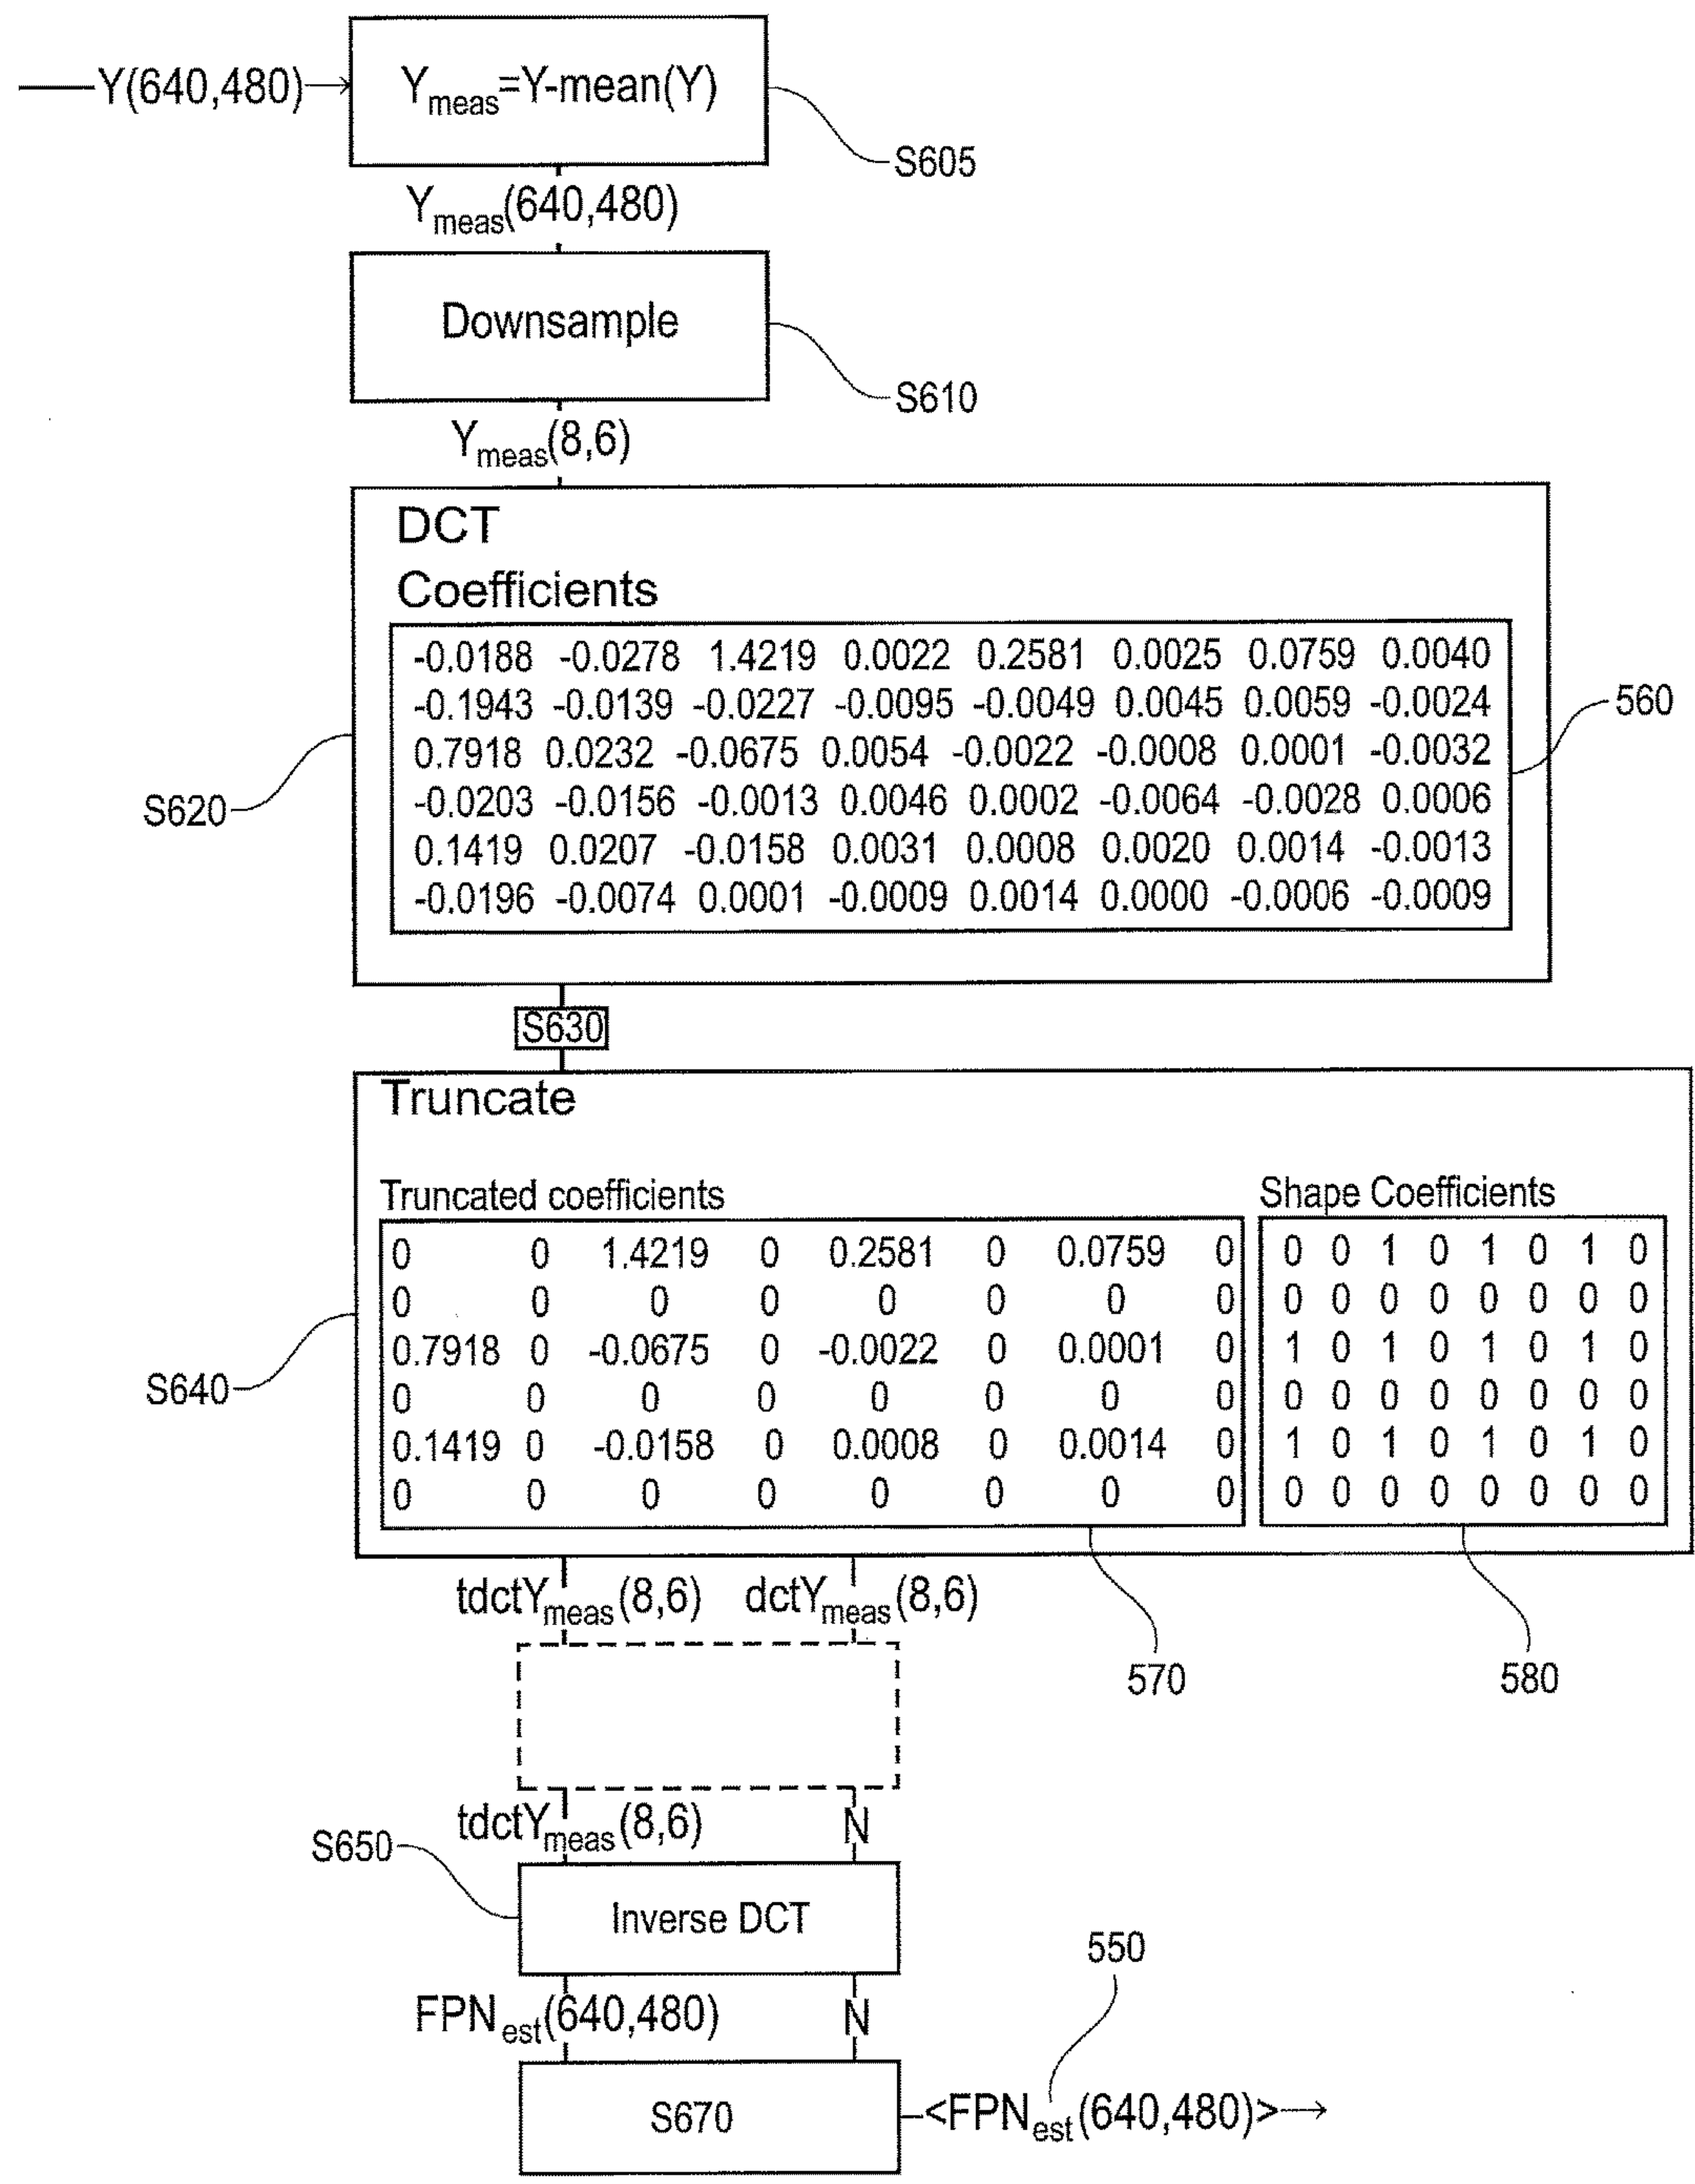 Y(640,480)
Ymeas=Y-mean(Y)
S605
Ymeas(640,480)
Downsample
S610
Ymeas(8,6)
DCT
Coefficients
-0.0188 -0.0278 1.4219 0.0022 0.2581 0.0025 0.0759 0.0040
-0.1943 -0.0139 -0.0227 -0.0095 -0.0049 0.0045 0.0059 -0.0024
0.7918 0.0232 -0.0675 0.0054 -0.0022 -0.0008 0.0001 -0.0032
-0.0203 -0.0156 -0.0013 0.0046 0.0002 -0.0064 -0.0028 0.0006
0.1419 0.0207 -0.0158 0.0031 0.0008 0.0020 0.0014 -0.0013
-0.0196 -0.0074 0.0001 -0.0009 0.0014 0.0000 -0.0006 -0.0009
560
S620
S630
Truncate
Truncated coefficients
0 0 1.4219 0 0.2581 0 0.0759 0
0 0 0 0 0 0 0 0
0.7918 0 -0.0675 0 -0.0022 0 0.0001 0
0 0 0 0 0 0 0 0
0.1419 0 -0.0158 0 0.0008 0 0.0014 0
0 0 0 0 0 0 0 0
Shape Coefficients
0 0 1 0 1 0 1 0
0 0 0 0 0 0 0 0
1 0 1 0 1 0 1 0
0 0 0 0 0 0 0 0
1 0 1 0 1 0 1 0
0 0 0 0 0 0 0 0
S640
tdctYmeas(8,6)
dctYmeas(8,6)
570
580
tdctYmeas(8,6)
N
S650
Inverse DCT
550
FPNest(640,480)
N
S670
<FPNest(640,480)>